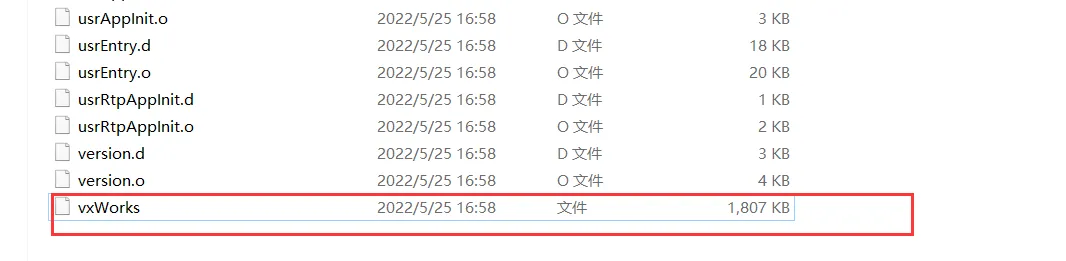 usrAppInit.o 2022/5/25 16:58 O 文件 3 KB
usrEntry.d 2022/5/25 16:58 D 文件 18 KB
usrEntry.o 2022/5/25 16:58 O 文件 20 KB
usrRtpAppInit.d 2022/5/25 16:58 D 文件 1 KB
usrRtpAppInit.o 2022/5/25 16:58 O 文件 2 KB
version.d 2022/5/25 16:58 D 文件 3 KB
version.o 2022/5/25 16:58 O 文件 4 KB
vxWorks 2022/5/25 16:58 文件 1,807 KB